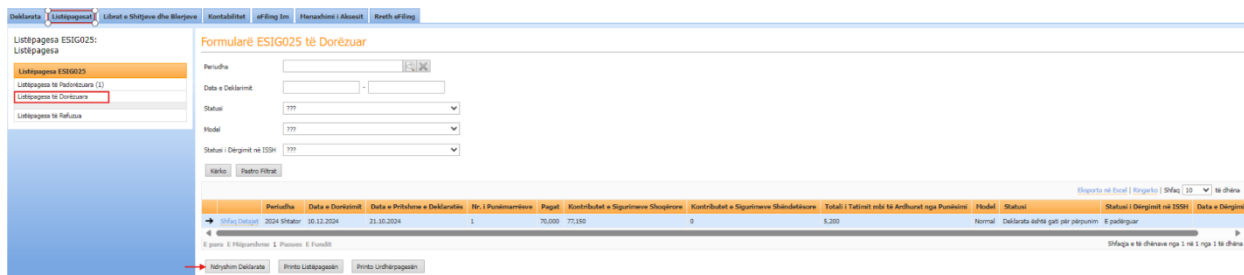 Deklarata Listëpagesat Librat e Shitjeve dhe Blerjeve Kontabilitet eFiling Im Menaxhimi i Aksesit Rreth eFiling
Listëpagesa ESIG025:
Listëpagesa
Listëpagesa ESIG025
Listëpagesa të Padorëzuara (1)
Listëpagesa të Dorëzuara
Listëpagesa të Refuzua
Formularë ESIG025 të Dorëzuar
Periudha
Data e Deklarimit -
Statusi ???
Model ???
Statusi i Dërgimit në ISSH ???
Kërko Pastro Filtrat
Eksporto në Excel | Ringarko | Shfaq 10 të dhëna
Periudha Data e Dorëzimit Data e Pritshme e Deklaratës Nr. i Punëmarrëve Pagat Kontributet e Sigurimeve Shoqërore Kontributet e Sigurimeve Shëndetësore Totali i Tatimit mbi të Ardhurat nga Punësimi Model Statusi Statusi i Dërgimit në ISSH Data e Dërgimi
Shfaq Detajet 2024 Shtator 10.12.2024 21.10.2024 1 70,000 77,150 0 5,200 Normal Deklarata është gati për përpunim E padërguar
E para E Mëparshme 1 Pasues E Fundit
Shfaqja e të dhënave nga 1 në 1 nga 1 të dhëna
Ndryshim Deklarate Printo Listëpagesën Printo Urdhërpagesën